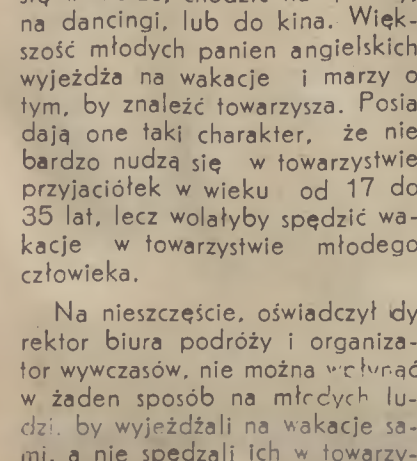 na dancingi, lub do kina. Więk-
szość młodych panien angielskich
wyjeżdża na wakacje i marzy o
tym, by znaleźć towarzysza. Posia
dają one taki charakter, że nie
bardzo nudzą się w towarzystwie
przyjaciółek w wieku od 17 do
35 lat, lecz wolałyby spędzić wa-
kacje w towarzystwie młodego
człowieka.
Na nieszczęście, oświadczył dy
rektor biura podróży i organiza-
tor wywczasów, nie można wpłynąć
w żaden sposób na młodych lu-
dzi, by wyjeżdżali na wakacje sa-
mi, a nie spędzali ich w towarzy-